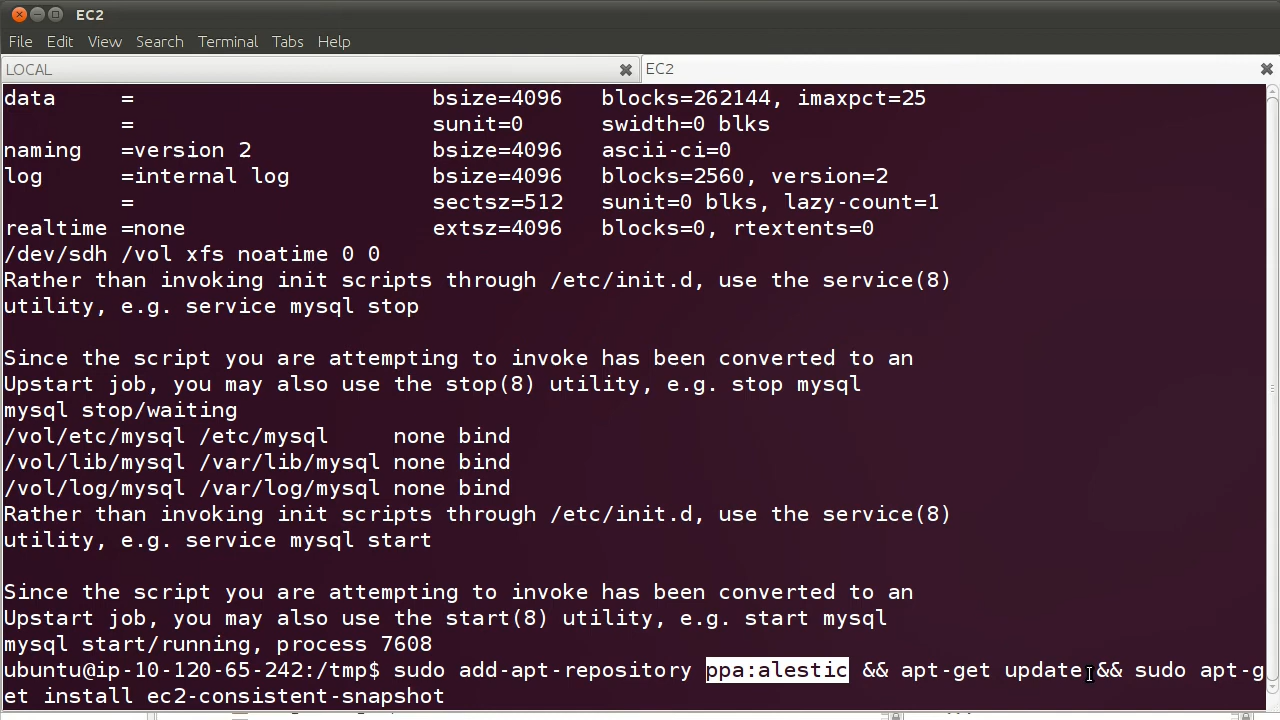 EC2
File Edit View Search Terminal Tabs Help
LOCAL EC2
data = bsize=4096 blocks=262144, imaxpct=25
= sunit=0 swidth=0 blks
naming =version 2 bsize=4096 ascii-ci=0
log =internal log bsize=4096 blocks=2560, version=2
= sectsz=512 sunit=0 blks, lazy-count=1
realtime =none extsz=4096 blocks=0, rtextents=0
/dev/sdh /vol xfs noatime 0 0
Rather than invoking init scripts through /etc/init.d, use the service(8)
utility, e.g. service mysql stop
Since the script you are attempting to invoke has been converted to an
Upstart job, you may also use the stop(8) utility, e.g. stop mysql
mysql stop/waiting
/vol/etc/mysql /etc/mysql none bind
/vol/lib/mysql /var/lib/mysql none bind
/vol/log/mysql /var/log/mysql none bind
Rather than invoking init scripts through /etc/init.d, use the service(8)
utility, e.g. service mysql start
Since the script you are attempting to invoke has been converted to an
Upstart job, you may also use the start(8) utility, e.g. start mysql
mysql start/running, process 7608
ubuntu@ip-10-120-65-242:/tmp$ sudo add-apt-repository ppa:alestic && apt-get update && sudo apt-g
et install ec2-consistent-snapshot